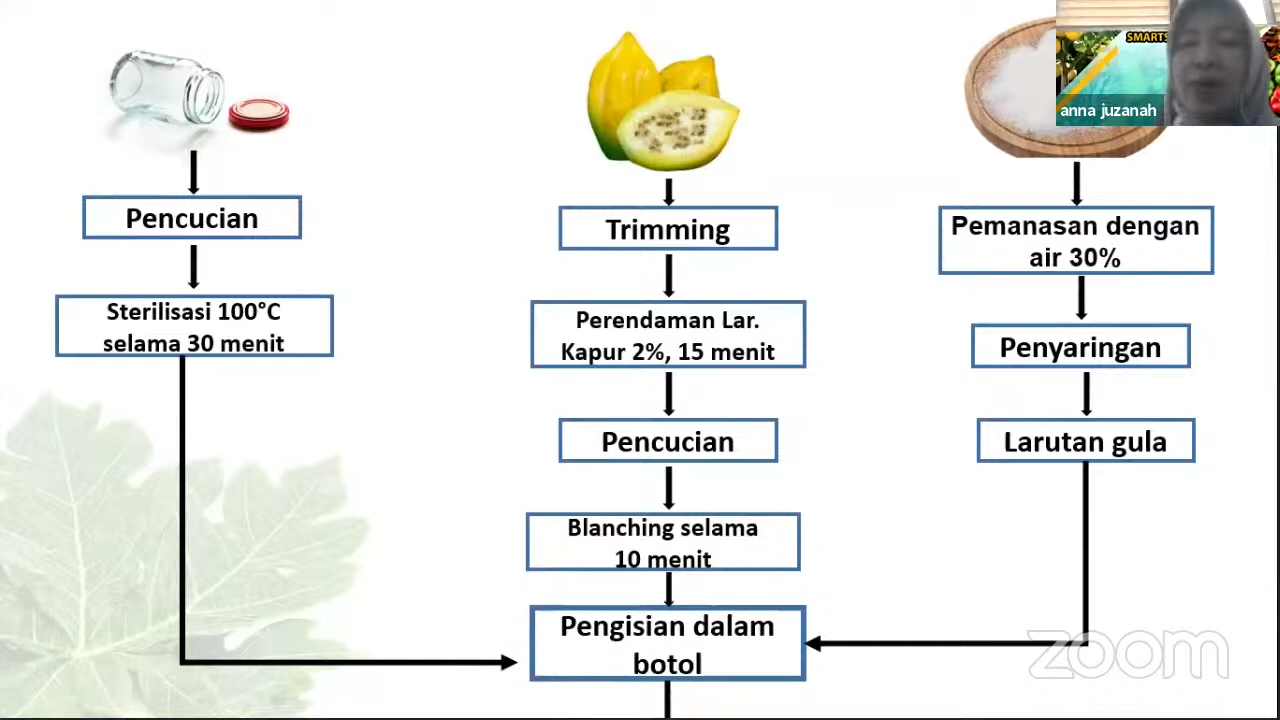 SMARTS
anna juzanah
Pencucian
Sterilisasi 100°C
selama 30 menit
Trimming
Perendaman Lar.
Kapur 2%, 15 menit
Pencucian
Blanching selama
10 menit
Pengisian dalam
botol
Pemanasan dengan
air 30%
Penyaringan
Larutan gula
zoom